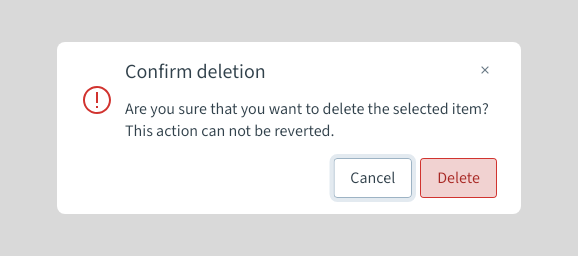 Confirm deletion
Are you sure that you want to delete the selected item?
This action can not be reverted.
Cancel Delete